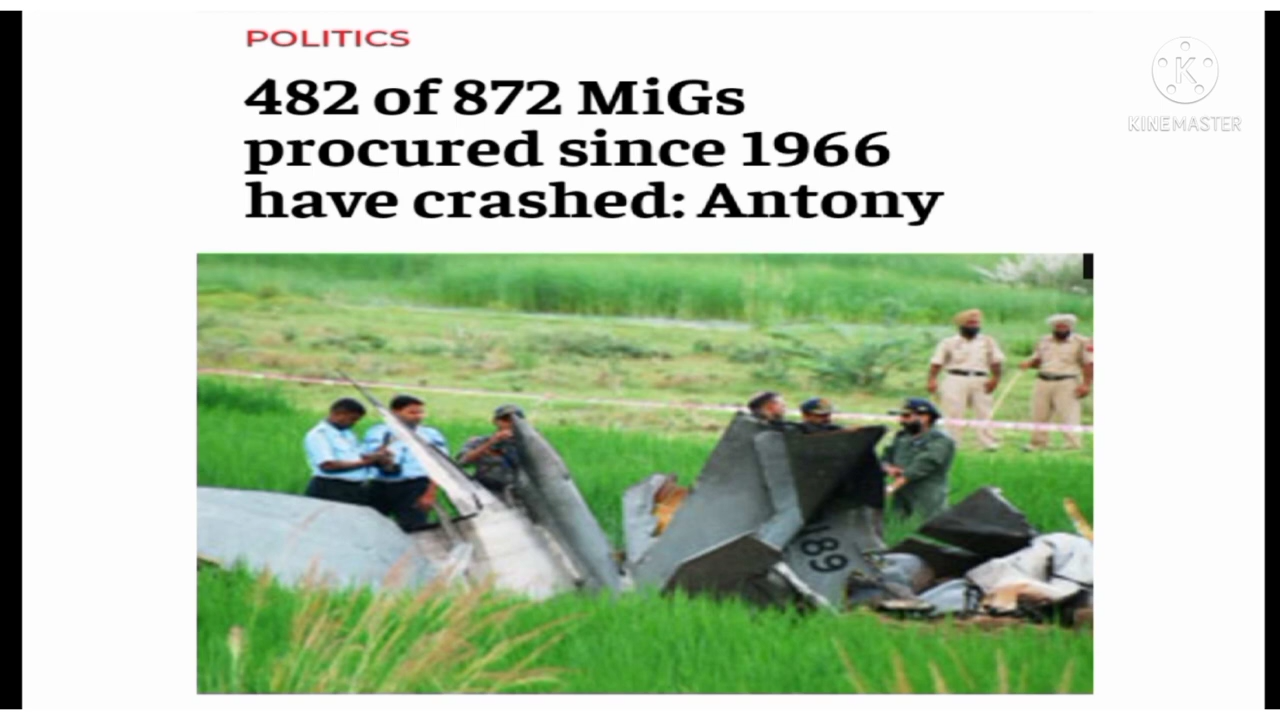 POLITICS
482 of 872 MiGs
procured since 1966
have crashed: Antony
K
KINEMASTER
189